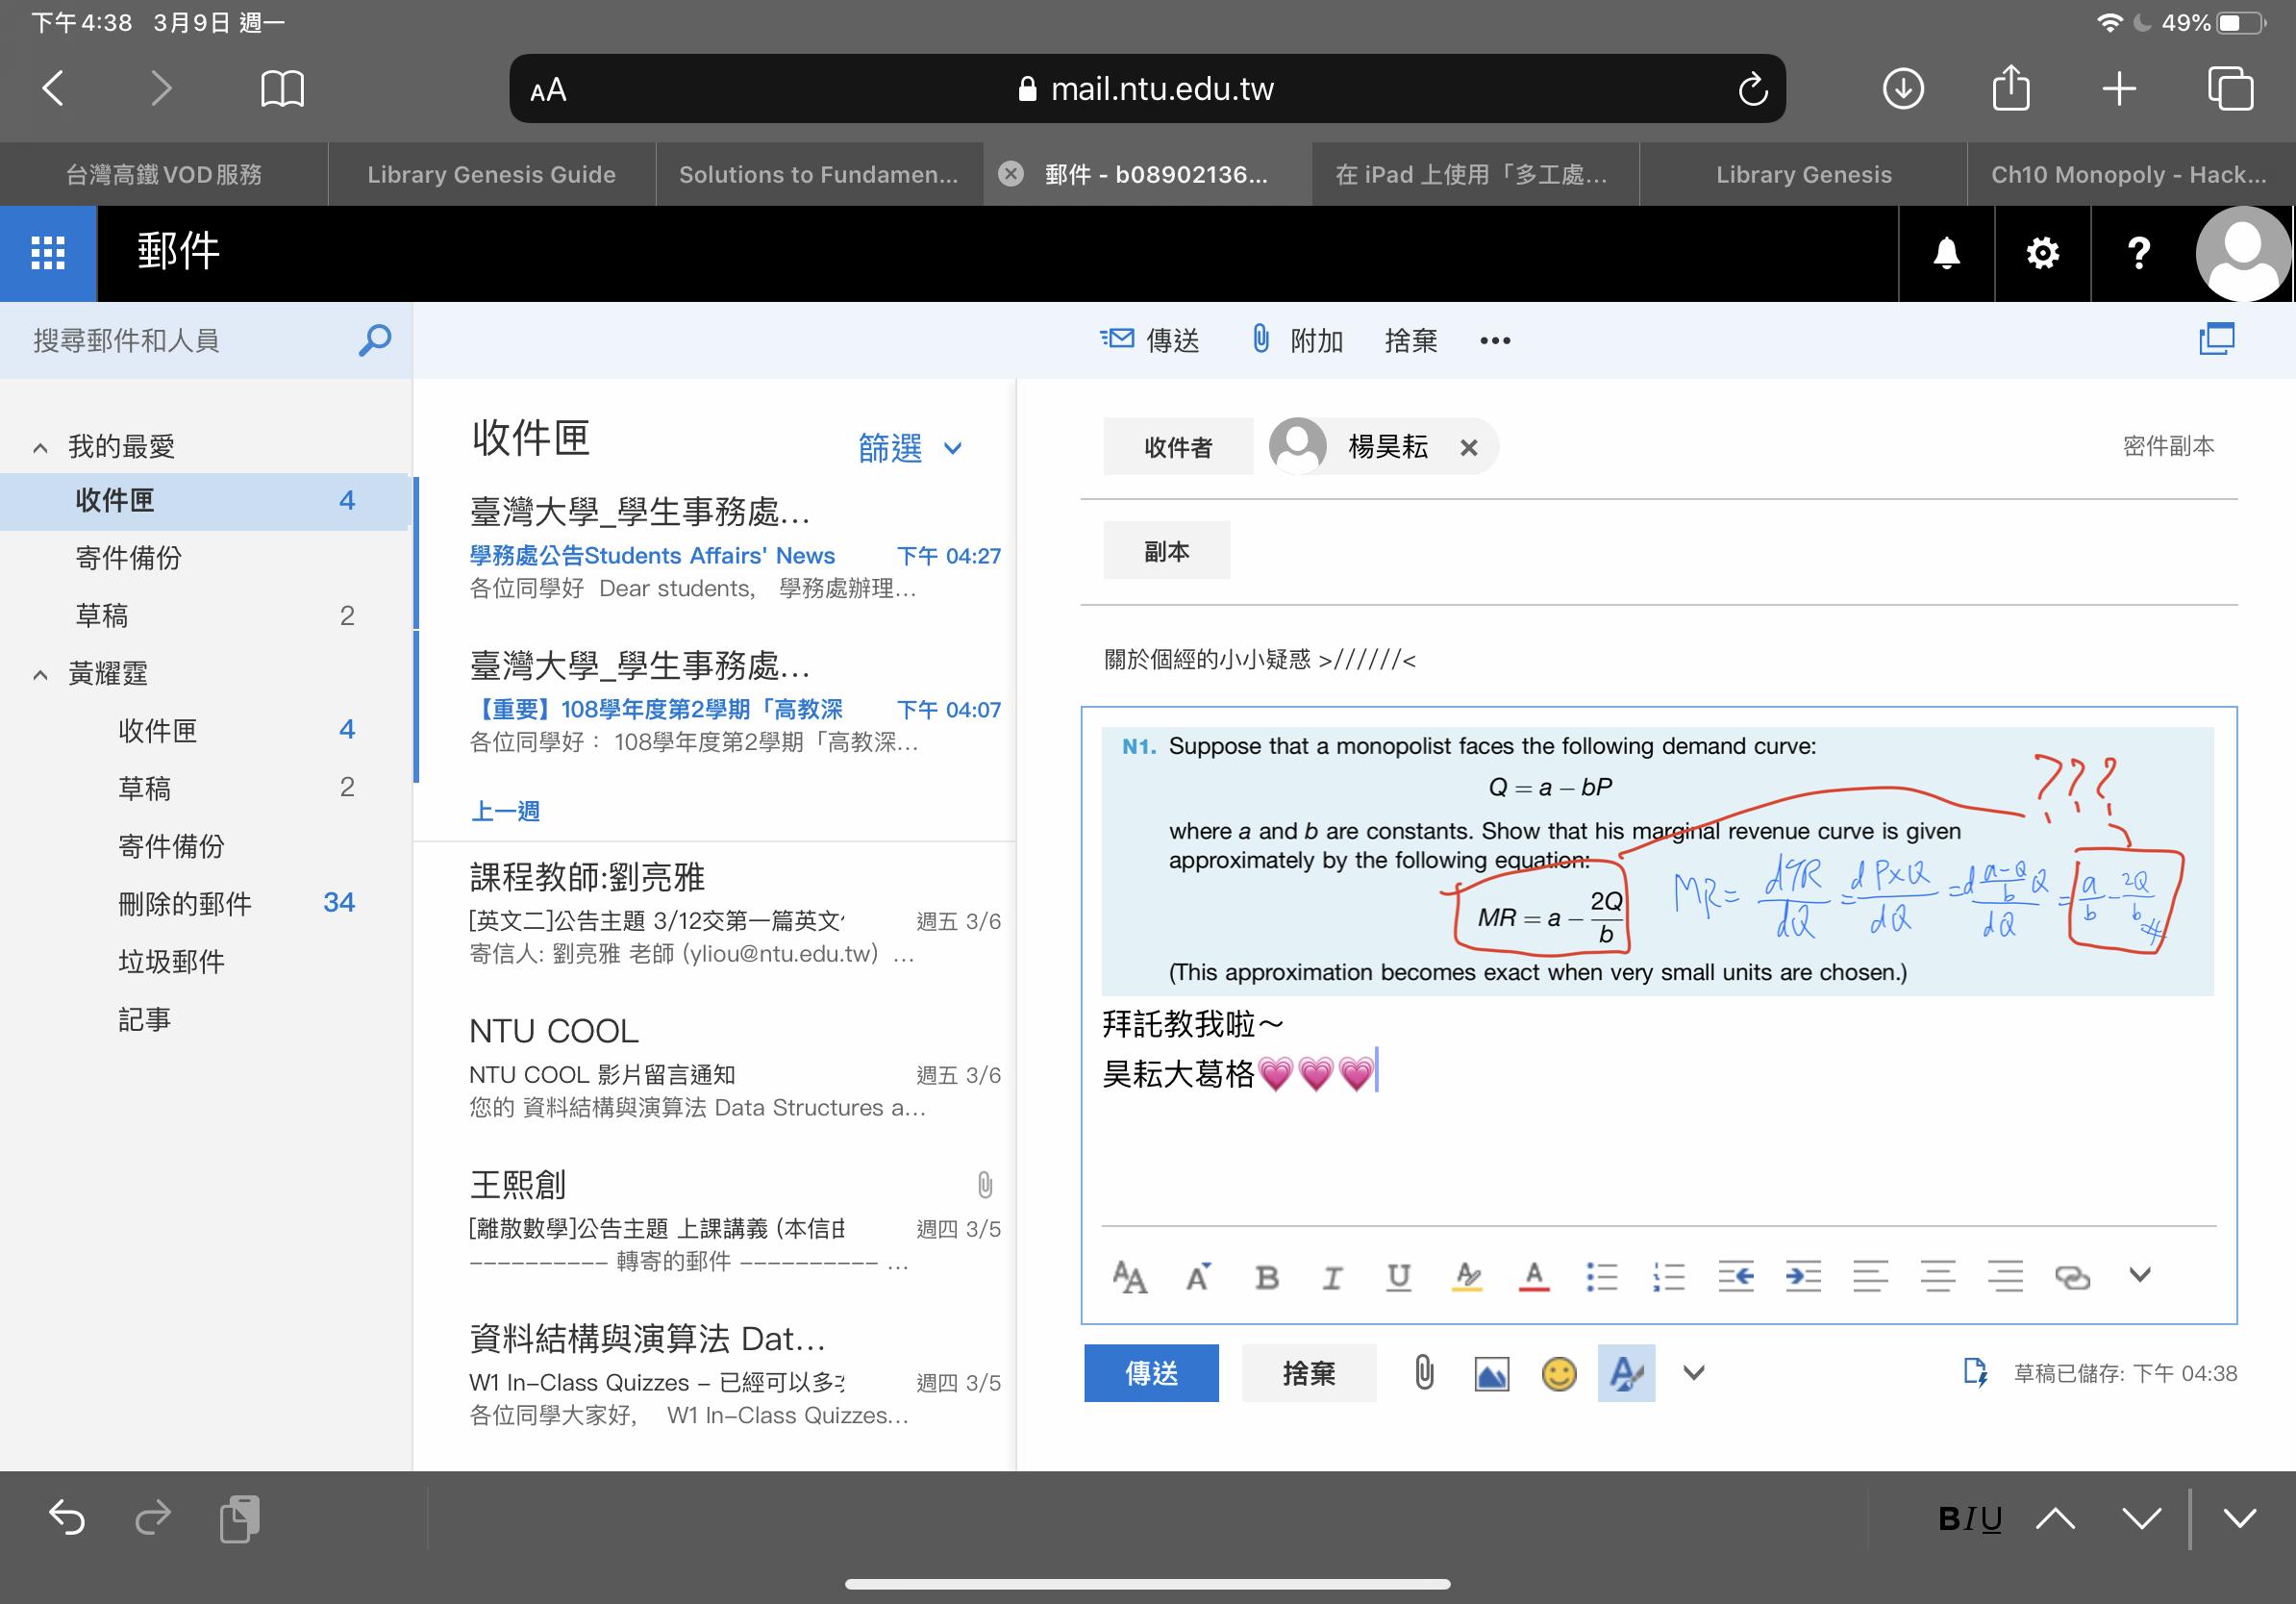 下午4:38 3月9日 週一
49%
AA mail.ntu.edu.tw
台灣高鐵VOD服務
Library Genesis Guide
Solutions to Fundamen...
郵件 - b08902136...
在 iPad 上使用「多工處...
Library Genesis
Ch10 Monopoly - Hack...
郵件
?
搜尋郵件和人員
傳送 附加 捨棄 •••
我的最愛
收件匣 4
寄件備份
草稿 2
黃耀霆
收件匣 4
草稿 2
寄件備份
刪除的郵件 34
垃圾郵件
記事
收件匣 篩選
臺灣大學_學生事務處...
學務處公告Students Affairs' News 下午 04:27
各位同學好 Dear students, 學務處辦理...
臺灣大學_學生事務處...
【重要】108學年度第2學期「高教深 下午 04:07
各位同學好： 108學年度第2學期「高教深...
上一週
課程教師:劉亮雅
[英文二]公告主題 3/12交第一篇英文 週五 3/6
寄信人: 劉亮雅 老師 (yliou@ntu.edu.tw) ...
NTU COOL
NTU COOL 影片留言通知 週五 3/6
您的 資料結構與演算法 Data Structures a...
王熙創
[離散數學]公告主題 上課講義 (本信由 週四 3/5
---------- 轉寄的郵件 ---------- ...
資料結構與演算法 Dat...
W1 In-Class Quizzes - 已經可以多次 週四 3/5
各位同學大家好, W1 In-Class Quizzes...
收件者 楊昊耘 × 密件副本
副本
關於個經的小小疑惑 >//////<
N1. Suppose that a monopolist faces the following demand curve:
Q = a − bP
???
where a and b are constants. Show that his marginal revenue curve is given
approximately by the following equation:
MR = a − 2Q/b
MR = dTR/dQ = d P×Q/dQ = d (a-Q)/b Q/dQ = a/b - 2Q/b #
(This approximation becomes exact when very small units are chosen.)
拜託教我啦～
昊耘大葛格💗💗💗
AA A B I U A A
傳送 捨棄 草稿已儲存: 下午 04:38
BIU